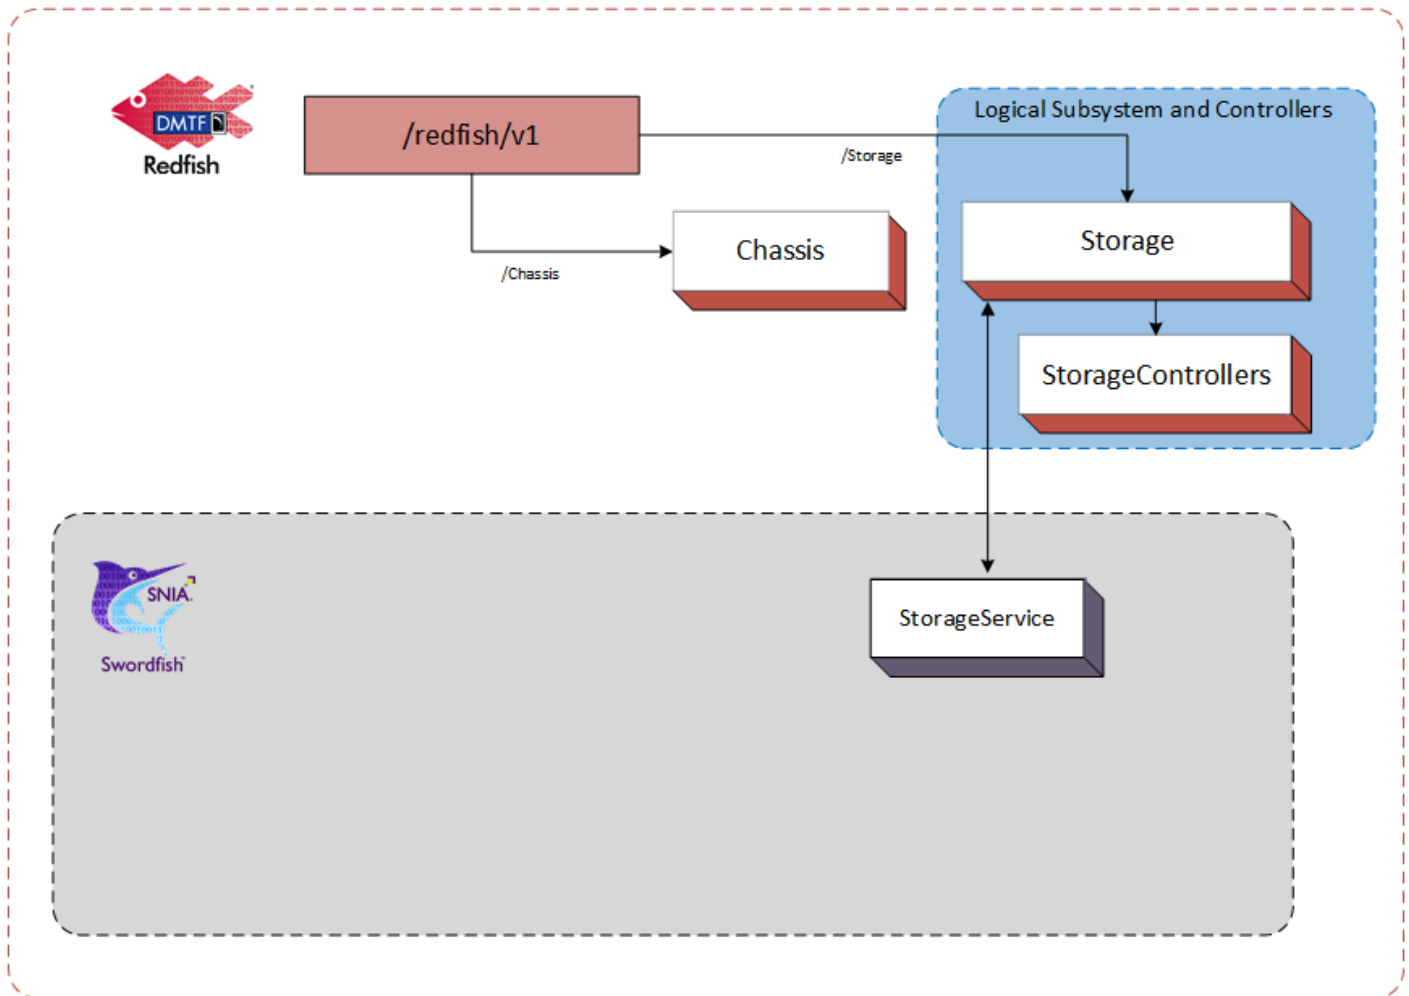 Logical Subsystem and Controllers
DMTF
Redfish
/redfish/v1
/Storage
Storage
Chassis
/Chassis
StorageControllers
SNIA
Swordfish
StorageService